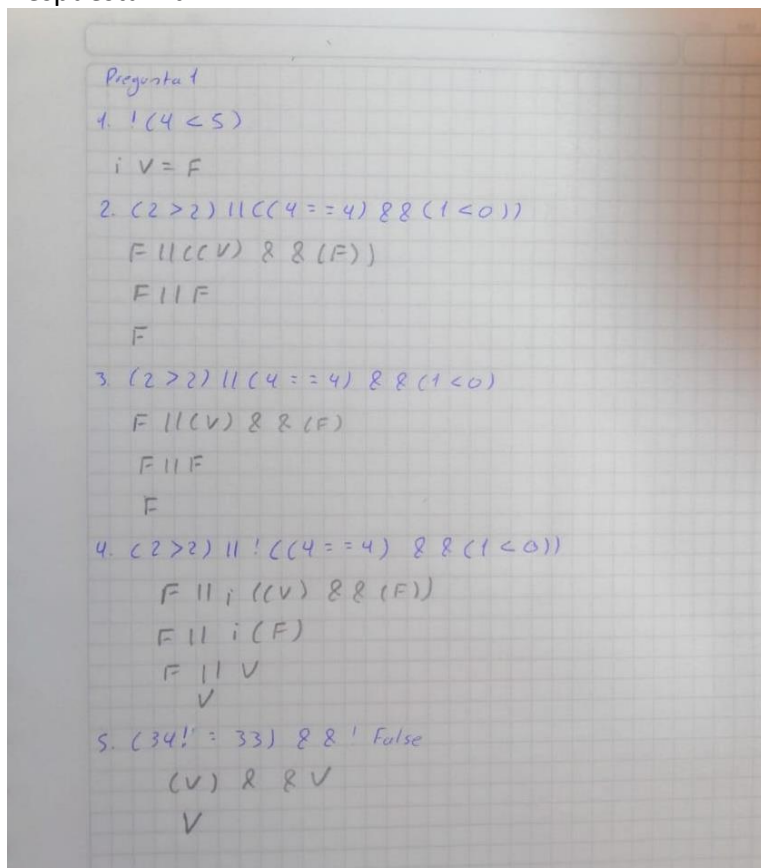 Pregunta 1
1. !(4 < 5)
¡ V = F
2. (2 > 2) || ((4 = = 4) && (1 < 0))
F || ((V) && (F))
F || F
F
3. (2 > 2) || (4 = = 4) && (1 < 0)
F || (V) && (F)
F || F
F
4. (2 > 2) || ! ((4 = = 4) && (1 < 0))
F || ¡ ((V) && (F))
F || ¡ (F)
F || V
V
5. (34! = 33) && ! False
(V) && V
V